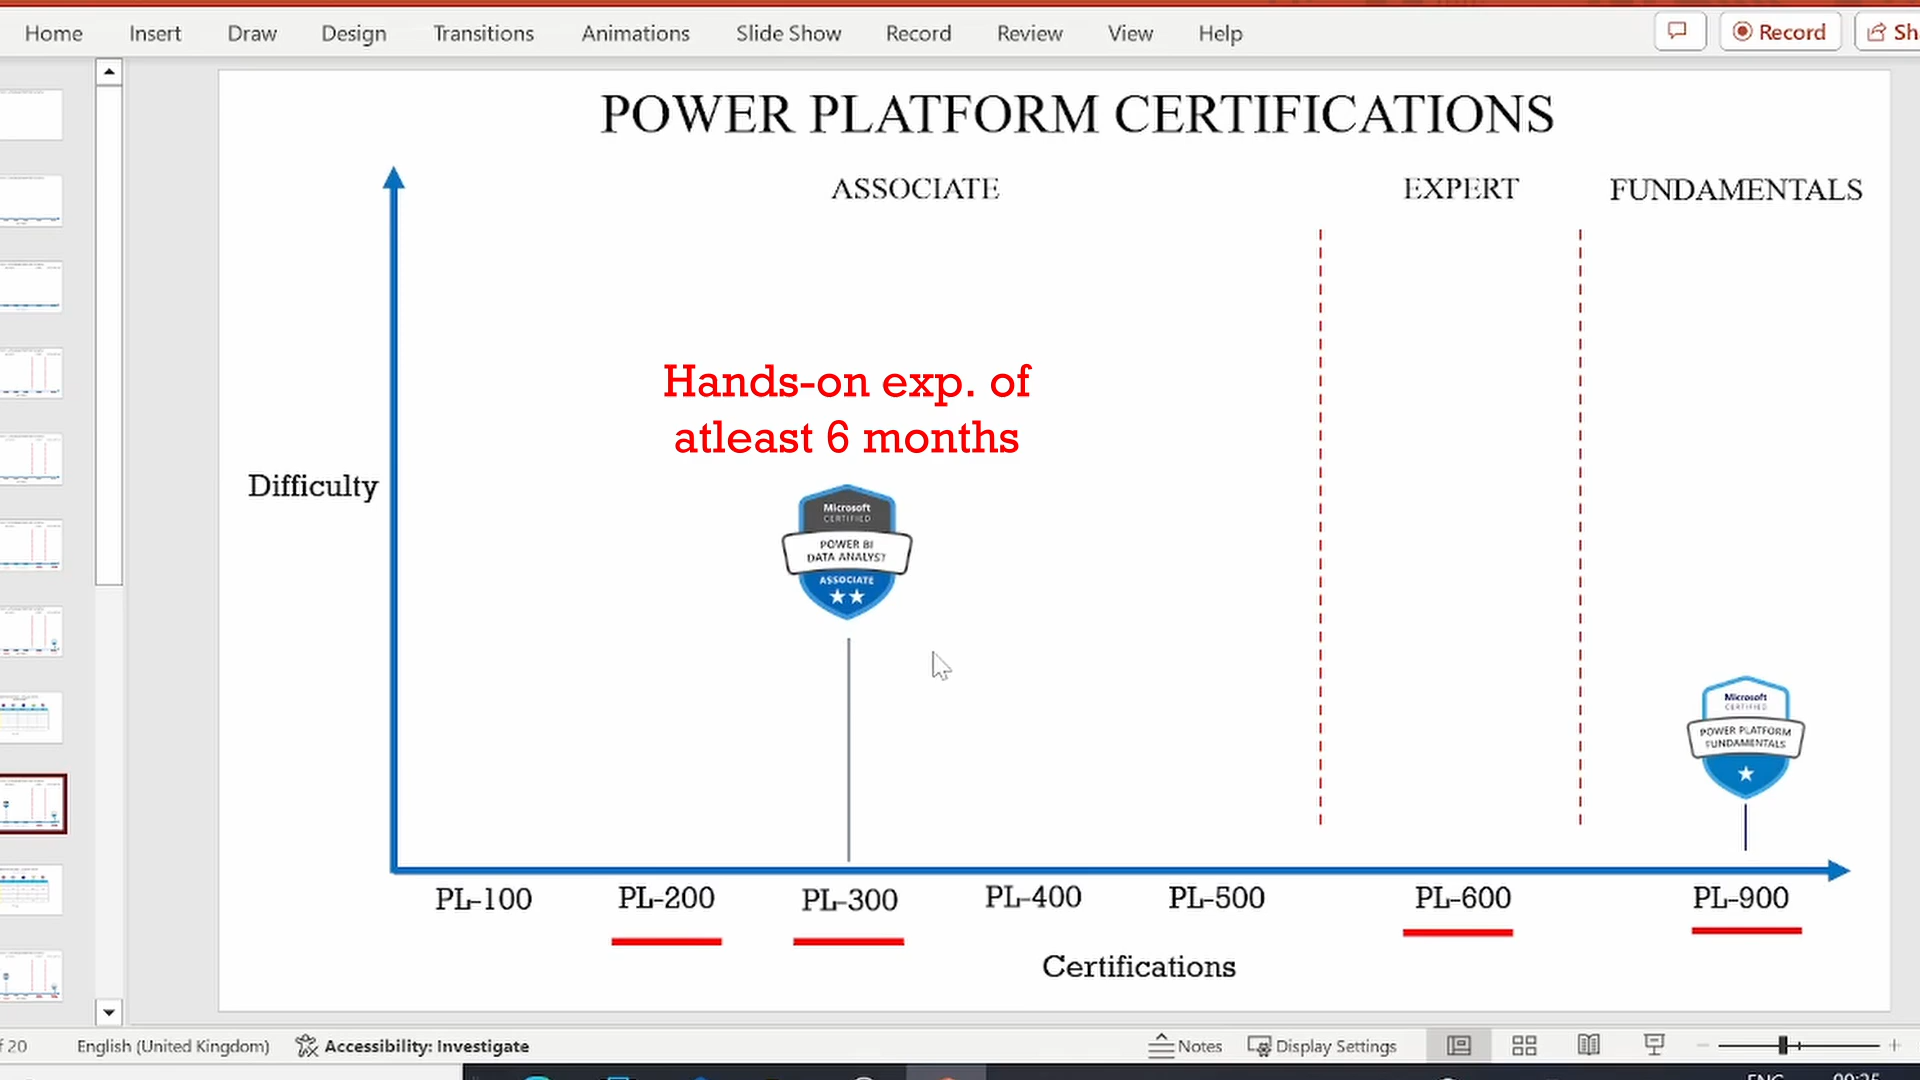 Home Insert Draw Design Transitions Animations Slide Show Record Review View Help Record Sh
POWER PLATFORM CERTIFICATIONS
ASSOCIATE EXPERT FUNDAMENTALS
Hands-on exp. of
atleast 6 months
Difficulty
Microsoft
CERTIFIED
POWER BI
DATA ANALYST
ASSOCIATE
Microsoft
CERTIFIED
POWER PLATFORM
FUNDAMENTALS
PL-100 PL-200 PL-300 PL-400 PL-500 PL-600 PL-900
Certifications
f 20 English (United Kingdom) Accessibility: Investigate Notes Display Settings